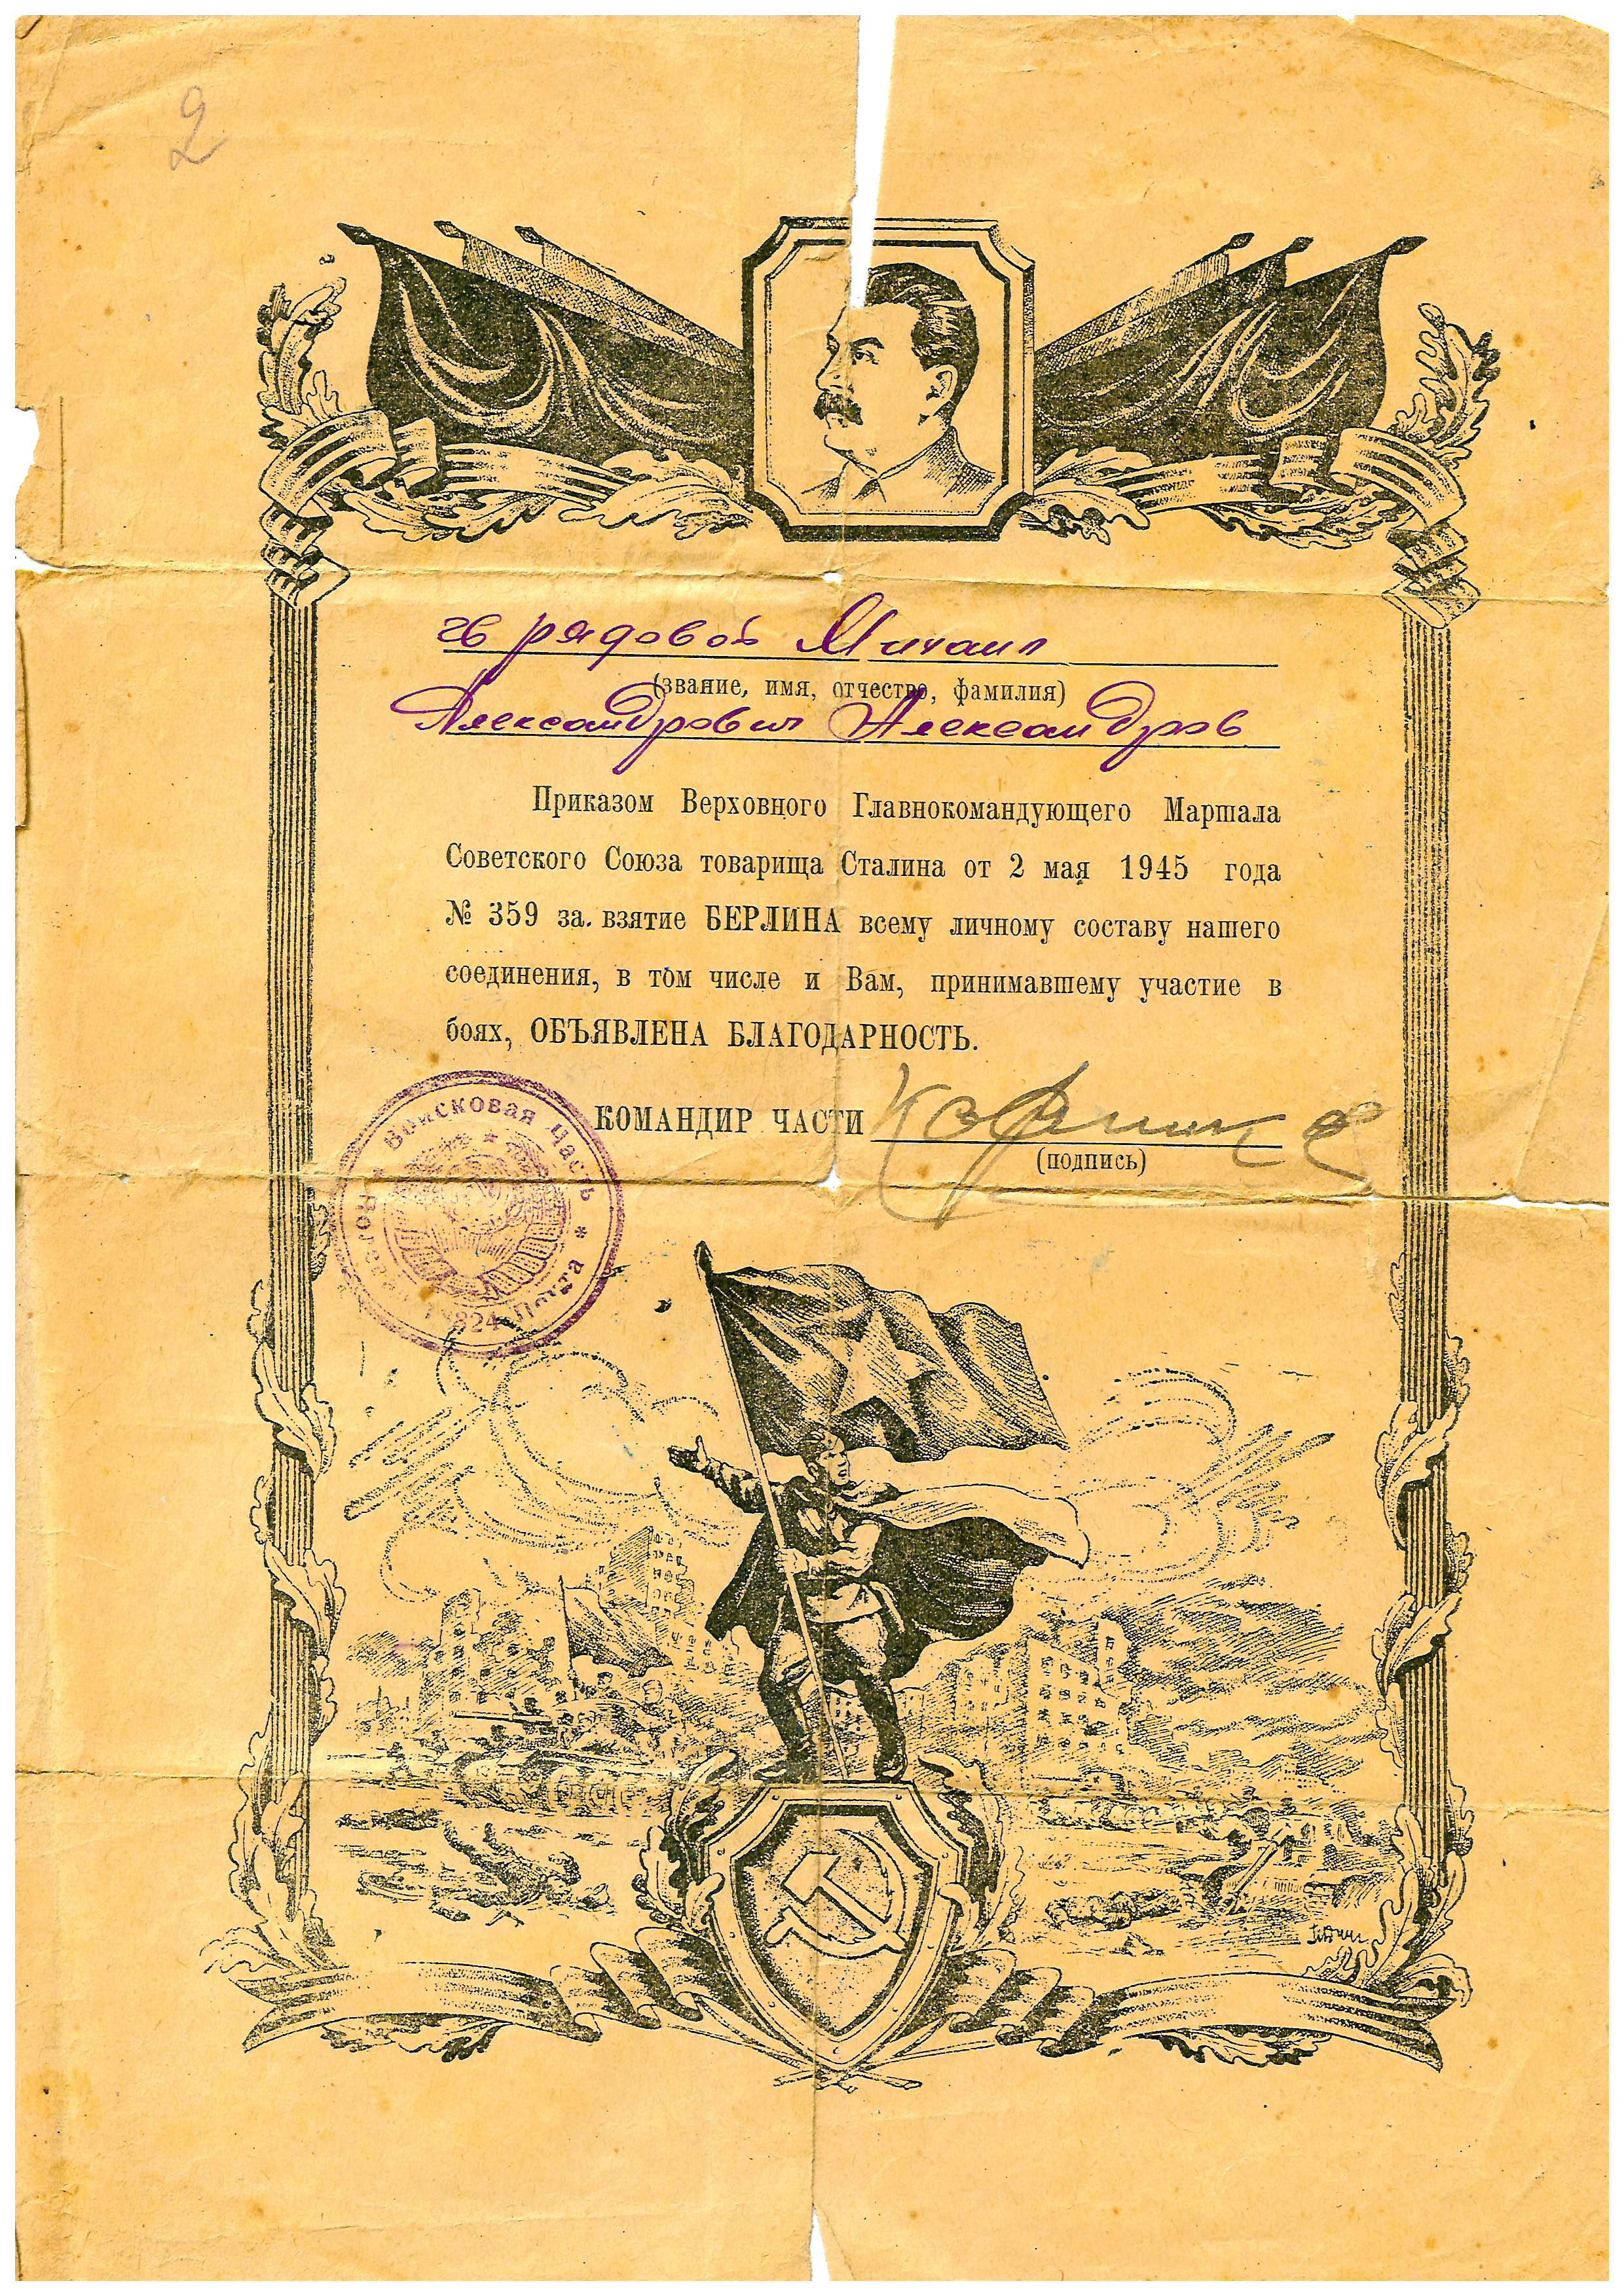 2
гв рядовой Михаил
(звание, имя, отчество, фамилия)
Александрович Александров
Приказом Верховного Главнокомандующего Маршала
Советского Союза товарища Сталина от 2 мая 1945 года
№ 359 за взятие БЕРЛИНА всему личному составу нашего
соединения, в том числе и Вам, принимавшему участие в
боях, ОБЪЯВЛЕНА БЛАГОДАРНОСТЬ.
КОМАНДИР ЧАСТИ
(подпись)
Войсковая Часть * Полевая Почта